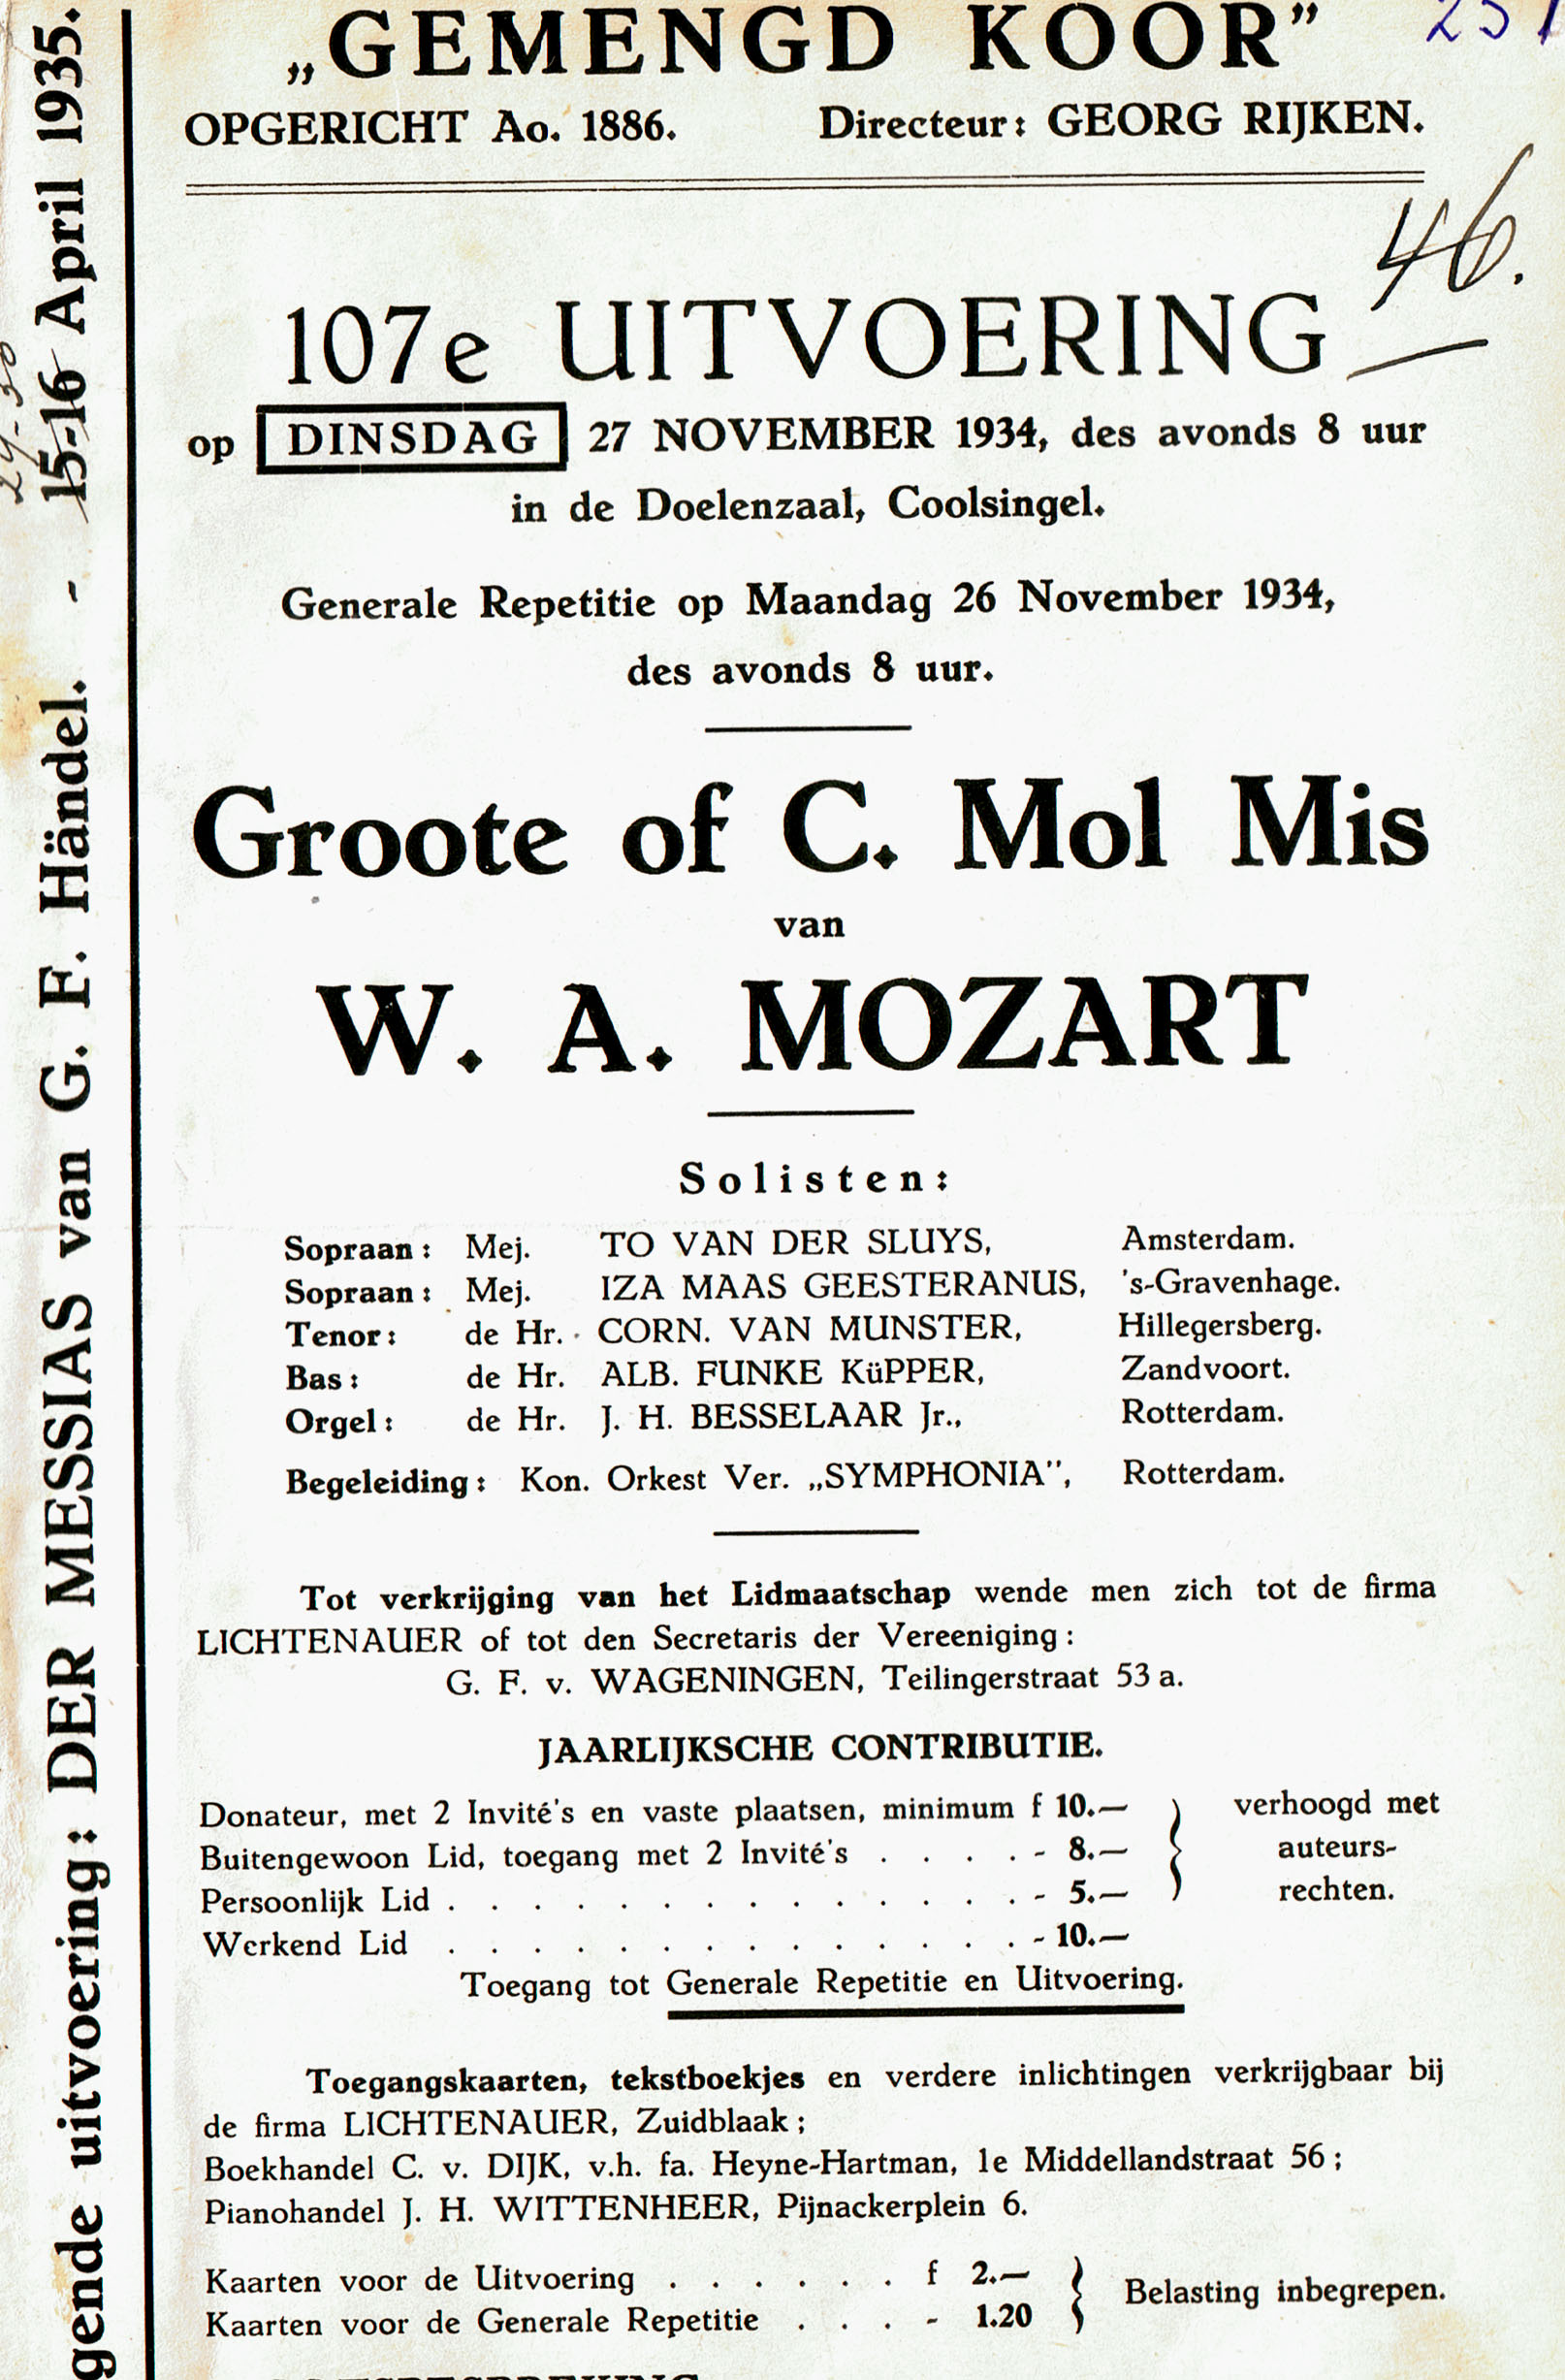 „GEMENGD KOOR”
OPGERICHT Ao. 1886. Directeur: GEORG RIJKEN.
46.
107e UITVOERING
op DINSDAG 27 NOVEMBER 1934, des avonds 8 uur
in de Doelenzaal, Coolsingel.
Generale Repetitie op Maandag 26 November 1934,
des avonds 8 uur.
Groote of C. Mol Mis
van
W. A. MOZART
Solisten:
Sopraan: Mej. TO VAN DER SLUYS, Amsterdam.
Sopraan: Mej. IZA MAAS GEESTERANUS, 's-Gravenhage.
Tenor: de Hr. CORN. VAN MUNSTER, Hillegersberg.
Bas: de Hr. ALB. FUNKE KüPPER, Zandvoort.
Orgel: de Hr. J. H. BESSELAAR Jr., Rotterdam.
Begeleiding: Kon. Orkest Ver. „SYMPHONIA”, Rotterdam.
Tot verkrijging van het Lidmaatschap wende men zich tot de firma
LICHTENAUER of tot den Secretaris der Vereeniging:
G. F. v. WAGENINGEN, Teilingerstraat 53 a.
JAARLIJKSCHE CONTRIBUTIE.
Donateur, met 2 Invité's en vaste plaatsen, minimum f 10.— verhoogd met
Buitengewoon Lid, toegang met 2 Invité's . . . . - 8.— auteurs-
Persoonlijk Lid . . . . . . . . . . . . . . - 5.— rechten.
Werkend Lid . . . . . . . . . . . . . . - 10.—
Toegang tot Generale Repetitie en Uitvoering.
Toegangskaarten, tekstboekjes en verdere inlichtingen verkrijgbaar bij
de firma LICHTENAUER, Zuidblaak;
Boekhandel C. v. DIJK, v.h. fa. Heyne-Hartman, 1e Middellandstraat 56;
Pianohandel J. H. WITTENHEER, Pijnackerplein 6.
Kaarten voor de Uitvoering . . . . . . f 2.— Belasting inbegrepen.
Kaarten voor de Generale Repetitie . . . - 1.20
gende uitvoering: DER MESSIAS van G. F. Händel. - 15-16 April 1935.